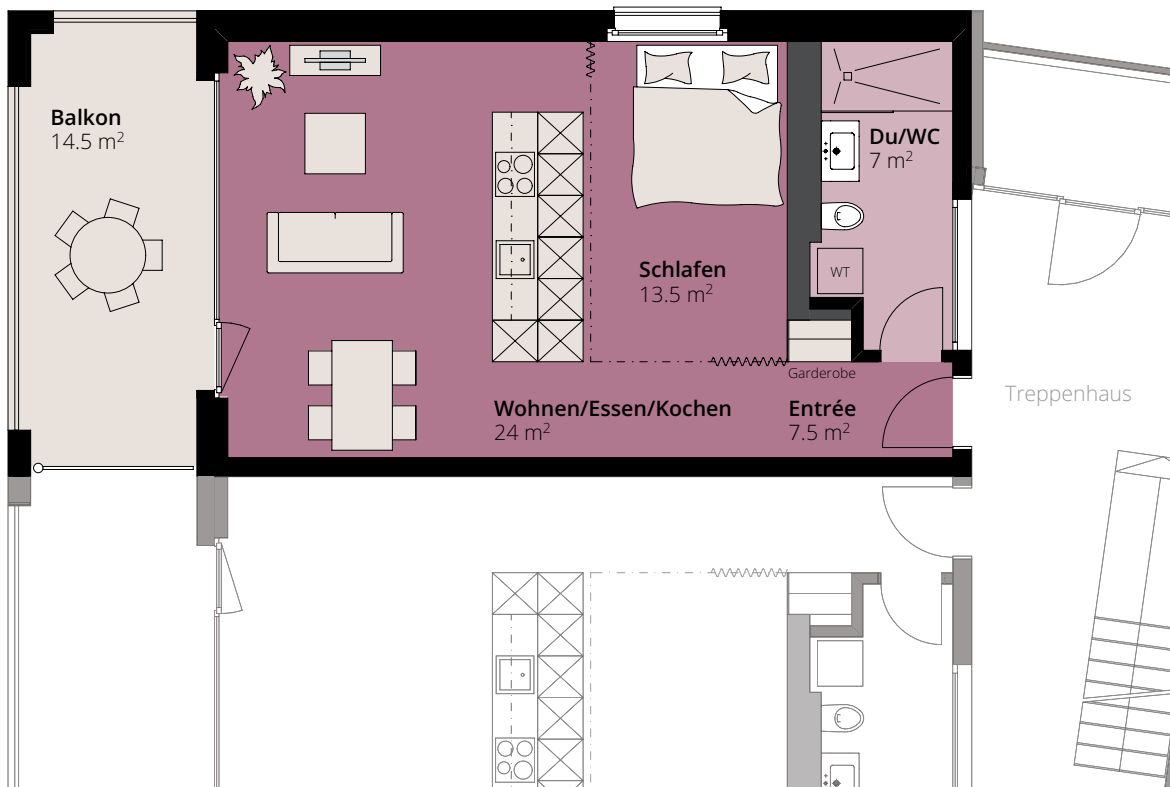 Balkon
14.5 m²
Du/WC
7 m²
WT
Schlafen
13.5 m²
Garderobe
Wohnen/Essen/Kochen
24 m²
Entrée
7.5 m²
Treppenhaus